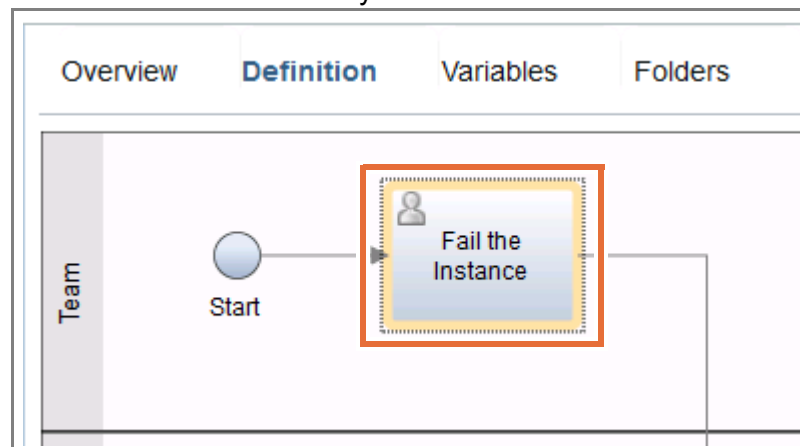 Overview Definition Variables Folders
Team
Start
Fail the
Instance